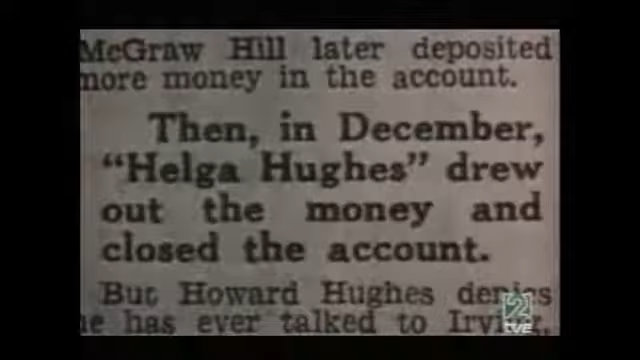 McGraw Hill later deposited
more money in the account.
Then, in December,
"Helga Hughes" drew
out the money and
closed the account.
But Howard Hughes denies
he has ever talked to Irving,
2
tve